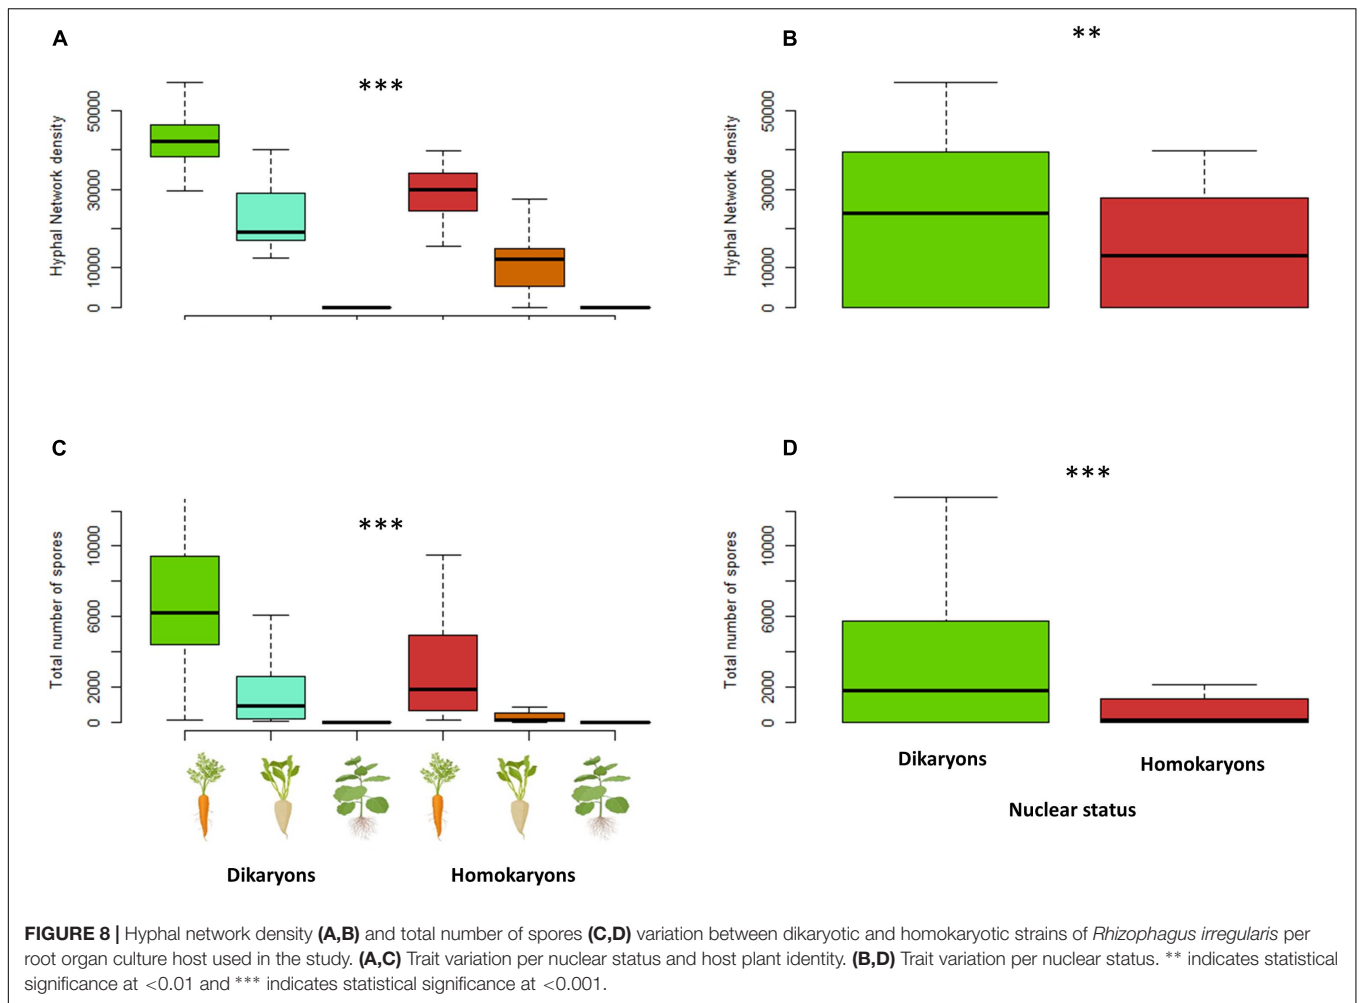 A
***
Hyphal Network density
50000
30000
10000
0
B
**
Hyphal Network density
50000
30000
10000
0
C
***
Total number of spores
10000
6000
2000
0
Dikaryons
Homokaryons
D
***
Total number of spores
10000
6000
2000
0
Dikaryons
Homokaryons
Nuclear status
FIGURE 8 | Hyphal network density (A,B) and total number of spores (C,D) variation between dikaryotic and homokaryotic strains of Rhizophagus irregularis per
root organ culture host used in the study. (A,C) Trait variation per nuclear status and host plant identity. (B,D) Trait variation per nuclear status. ** indicates statistical
significance at <0.01 and *** indicates statistical significance at <0.001.